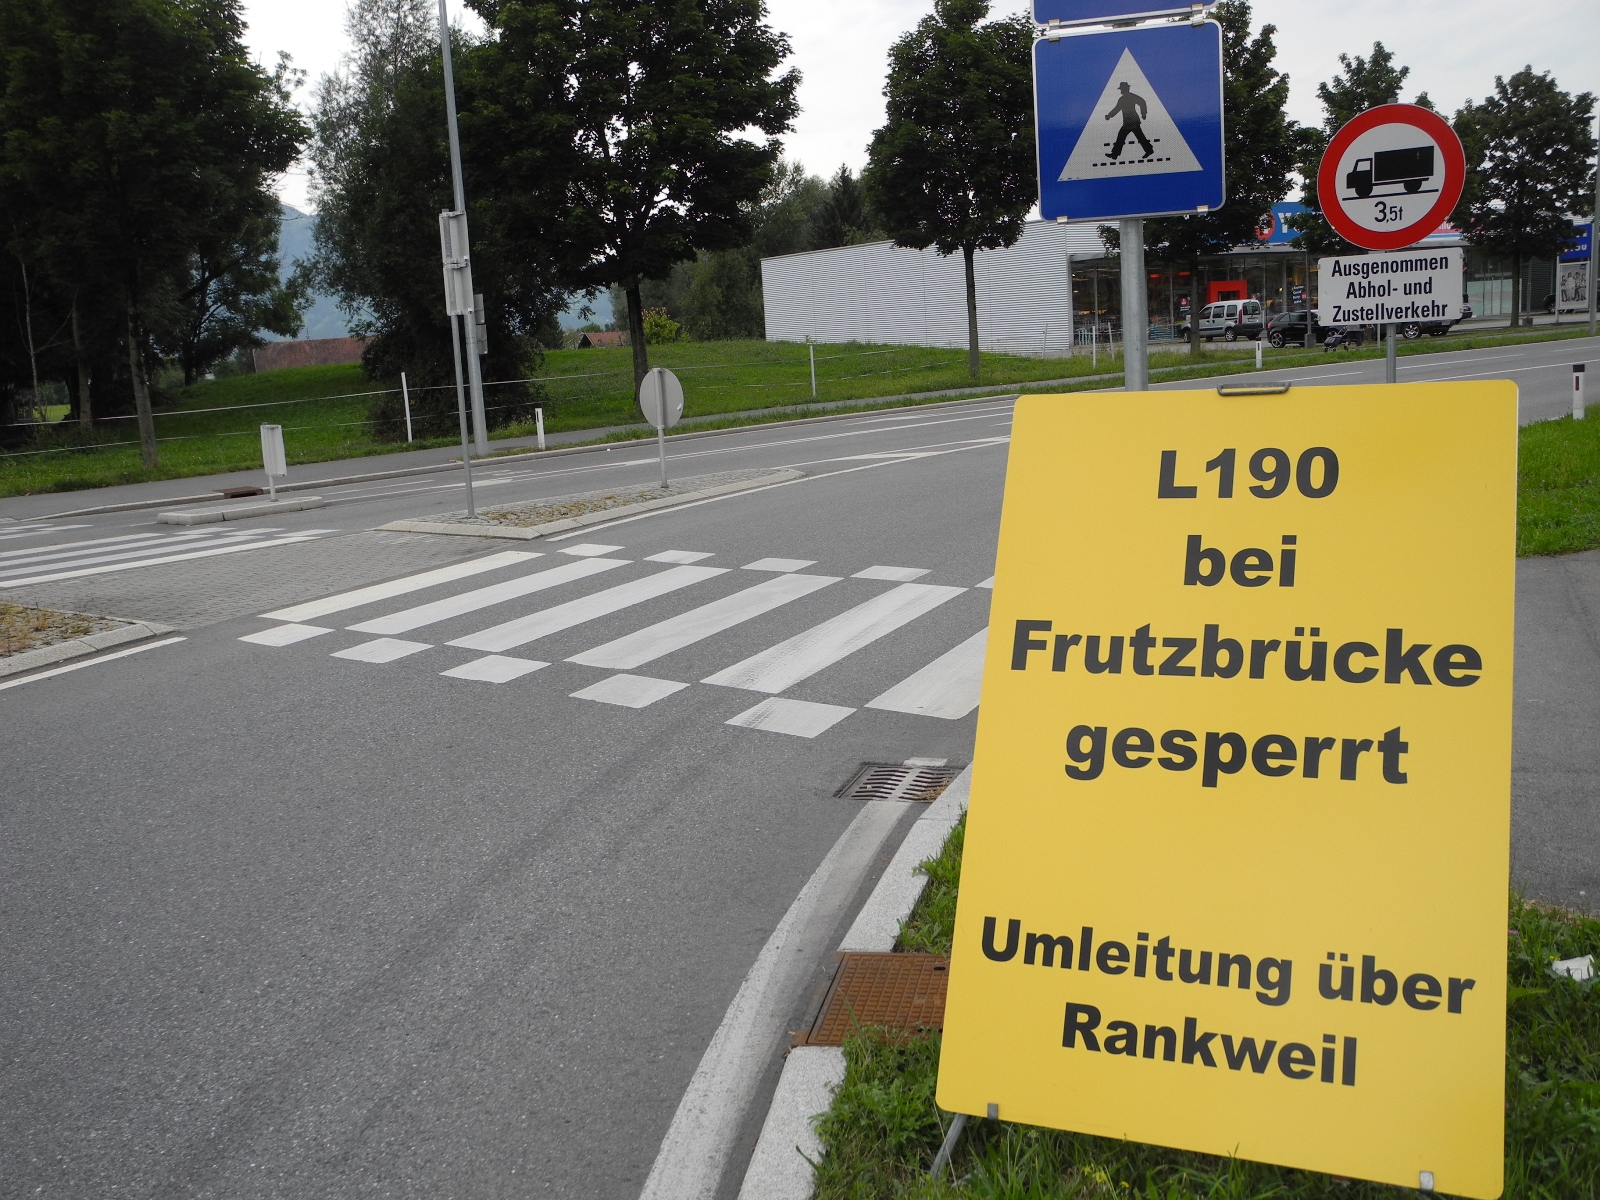 3,5t
Ausgenommen
Abhol- und
Zustellverkehr
L190
bei
Frutzbrücke
gesperrt
Umleitung über
Rankweil